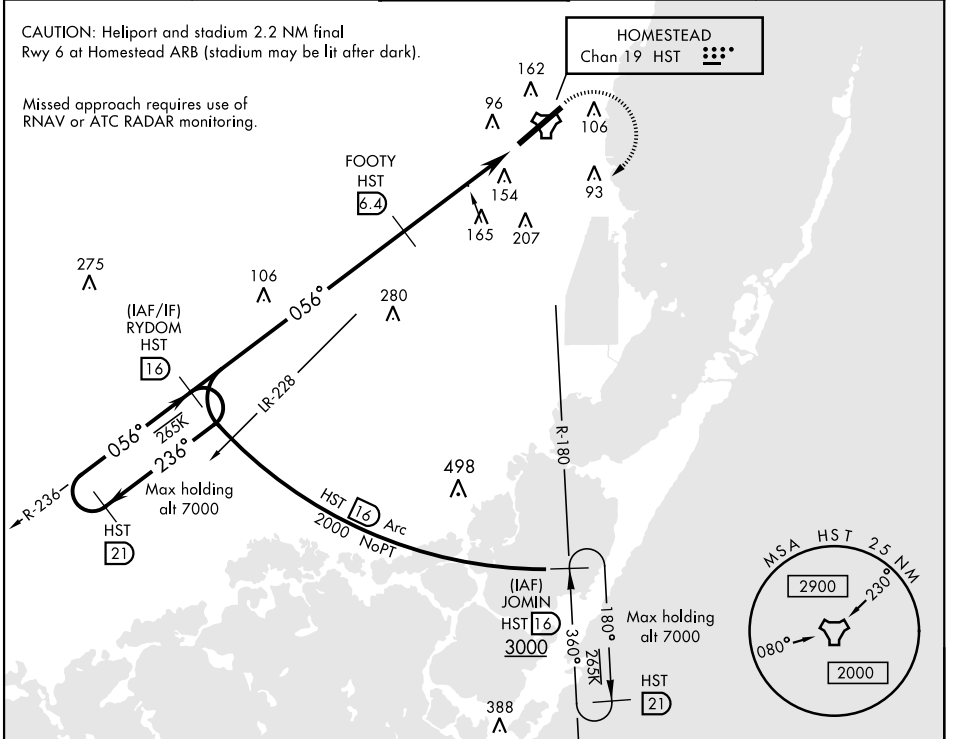 CAUTION: Heliport and stadium 2.2 NM final
Rwy 6 at Homestead ARB (stadium may be lit after dark).
HOMESTEAD
Chan 19 HST
Missed approach requires use of
RNAV or ATC RADAR monitoring.
162
96
106
FOOTY
HST
6.4
154
93
165
207
275
106
056°
280
(IAF/IF)
RYDOM
HST
16
LR-228
R-180
056°
265K
236°
R-236
Max holding
alt 7000
HST
21
498
HST 16 Arc
2000 NoPT
(IAF)
JOMIN
HST 16
3000
360°
180°
265K
Max holding
alt 7000
HST
21
388
MSA HST 25 NM
2900
230°
080°
2000